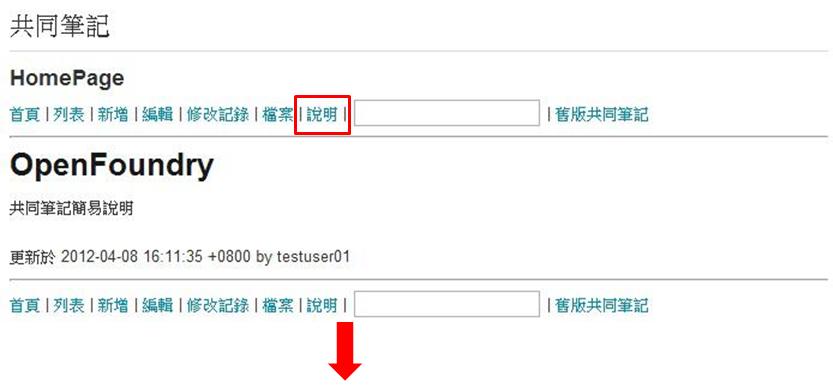 共同筆記
HomePage
首頁 | 列表 | 新增 | 編輯 | 修改記錄 | 檔案 | 說明 | | 舊版共同筆記
OpenFoundry
共同筆記簡易說明
更新於 2012-04-08 16:11:35 +0800 by testuser01
首頁 | 列表 | 新增 | 編輯 | 修改記錄 | 檔案 | 說明 | | 舊版共同筆記